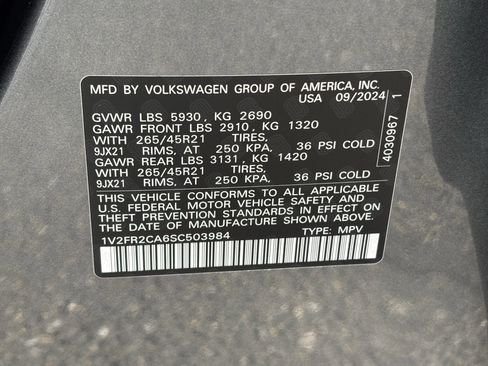 MFD BY VOLKSWAGEN GROUP OF AMERICA, INC.
USA 09/2024
GVWR LBS 5930, KG 2690
GAWR FRONT LBS 2910, KG 1320
WITH 265/45R21 TIRES,
9JX21 RIMS, AT 250 KPA, 36 PSI COLD
GAWR REAR LBS 3131, KG 1420
WITH 265/45R21 TIRES,
9JX21 RIMS, AT 250 KPA, 36 PSI COLD
THIS VEHICLE CONFORMS TO ALL APPLICABLE
U.S. FEDERAL MOTOR VEHICLE SAFETY AND
THEFT PREVENTION STANDARDS IN EFFECT ON
THE DATE OF MANUFACTURE SHOWN ABOVE.
1V2FR2CA6SC503984 TYPE: MPV
4030967 1